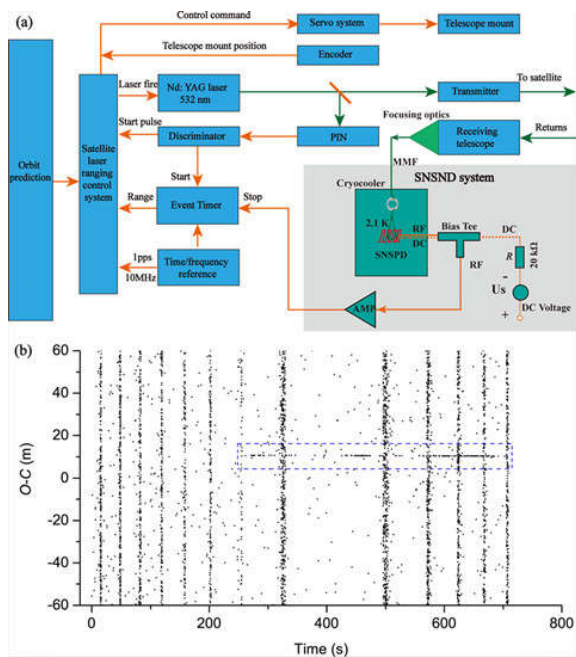 (a)
Control command
Servo system
Telescope mount
Telescope mount position
Encoder
Laser fire
Nd: YAG laser
532 nm
Transmitter
To satellite
Focusing optics
Start pulse
Discriminator
PIN
Receiving
telescope
Returns
MMF
Orbit
prediction
Satellite
laser
ranging
control
system
Start
SNSND system
Cryocooler
Range
Event Timer
Stop
2.1 K
SNSPD
RF
DC
Bias Tee
DC
RF
R
20 kΩ
1pps
10MHz
Time/frequency
reference
AMP
-
Us
DC Voltage
+
(b)
60
40
20
0
-20
-40
-60
O-C (m)
0
200
400
600
800
Time (s)